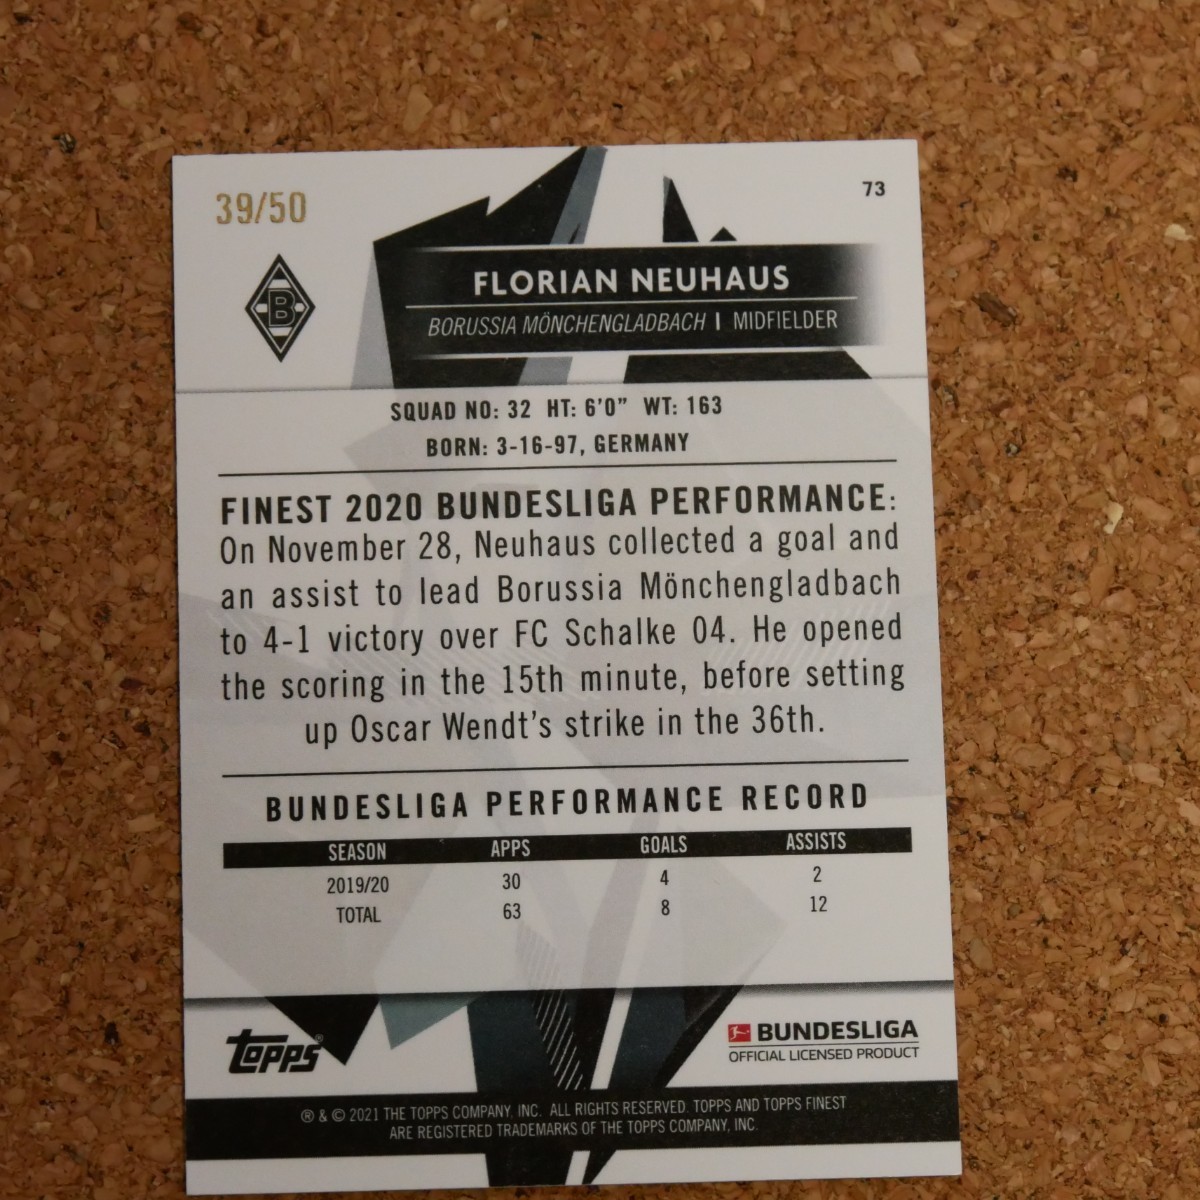 39/50
73
B
FLORIAN NEUHAUS
BORUSSIA MÖNCHENGLADBACH | MIDFIELDER
SQUAD NO: 32 HT: 6'0" WT: 163
BORN: 3-16-97, GERMANY
FINEST 2020 BUNDESLIGA PERFORMANCE:
On November 28, Neuhaus collected a goal and
an assist to lead Borussia Mönchengladbach
to 4-1 victory over FC Schalke 04. He opened
the scoring in the 15th minute, before setting
up Oscar Wendt's strike in the 36th.
BUNDESLIGA PERFORMANCE RECORD
SEASON APPS GOALS ASSISTS
2019/20 30 4 2
TOTAL 63 8 12
topps®
BUNDESLIGA
OFFICIAL LICENSED PRODUCT
® & © 2021 THE TOPPS COMPANY, INC. ALL RIGHTS RESERVED. TOPPS AND TOPPS FINEST
ARE REGISTERED TRADEMARKS OF THE TOPPS COMPANY, INC.